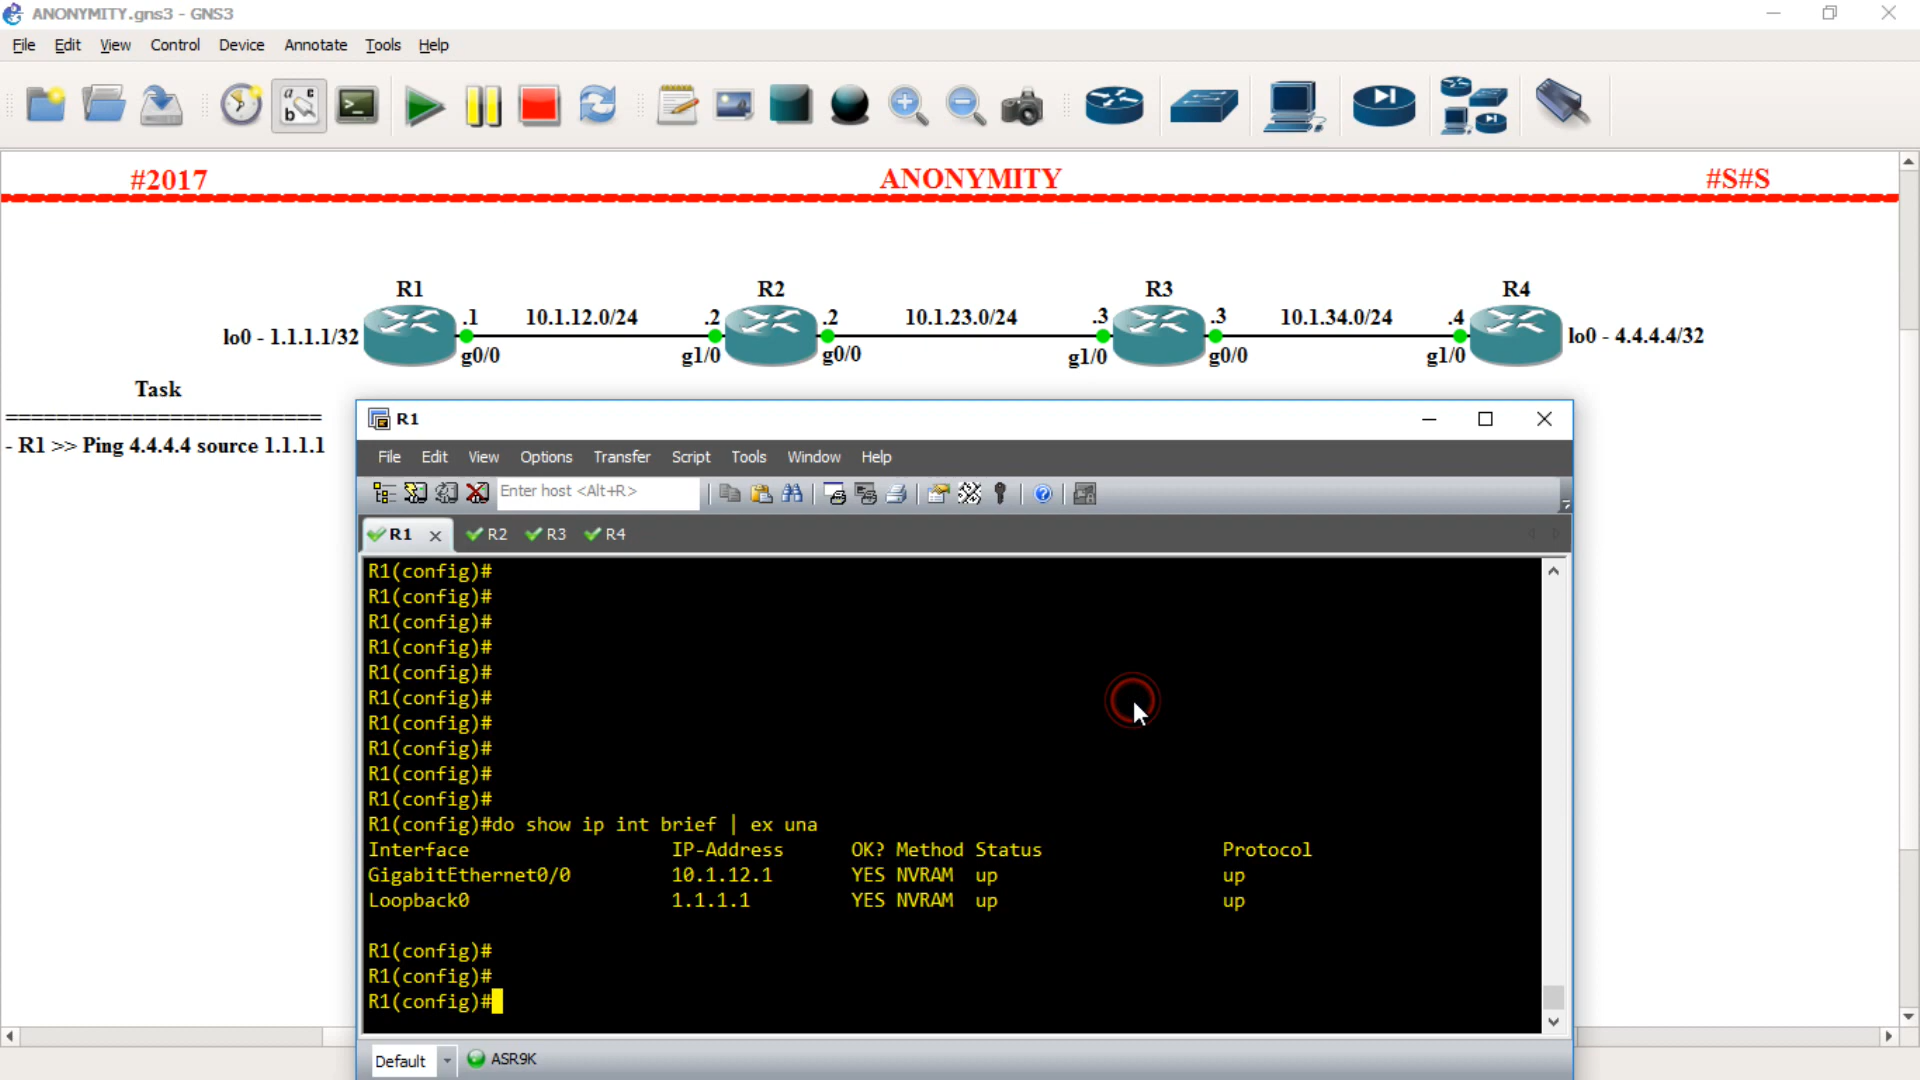 ANONYMITY.gns3 - GNS3
File Edit View Control Device Annotate Tools Help
#2017 ANONYMITY #S#S
R1 R2 R3 R4
.1 10.1.12.0/24 .2 .2 10.1.23.0/24 .3 .3 10.1.34.0/24 .4
lo0 - 1.1.1.1/32 lo0 - 4.4.4.4/32
g0/0 g1/0 g0/0 g1/0 g0/0 g1/0
Task
=========================
- R1 >> Ping 4.4.4.4 source 1.1.1.1
R1
File Edit View Options Transfer Script Tools Window Help
Enter host <Alt+R>
R1 R2 R3 R4
R1(config)#
R1(config)#
R1(config)#
R1(config)#
R1(config)#
R1(config)#
R1(config)#
R1(config)#
R1(config)#
R1(config)#
R1(config)#do show ip int brief | ex una
Interface IP-Address OK? Method Status Protocol
GigabitEthernet0/0 10.1.12.1 YES NVRAM up up
Loopback0 1.1.1.1 YES NVRAM up up
R1(config)#
R1(config)#
R1(config)#
Default ASR9K